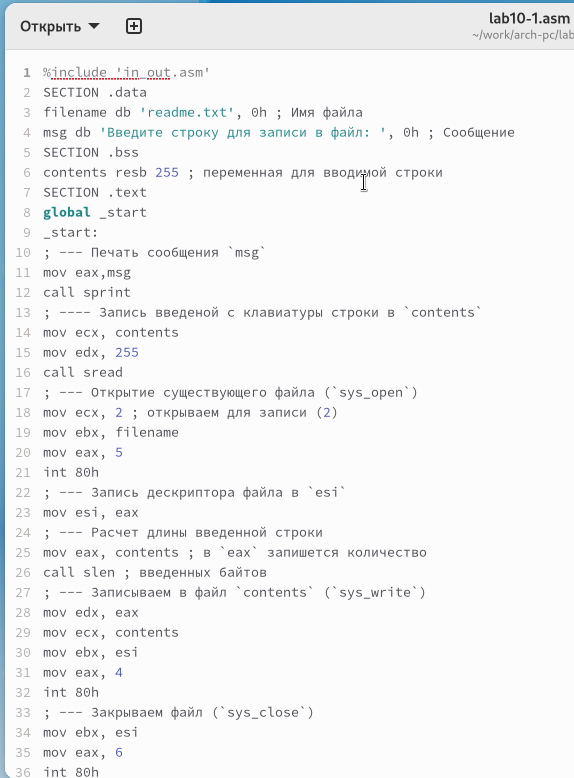 Открыть
lab10-1.asm
~/work/arch-pc/lab
1 %include 'in_out.asm'
2 SECTION .data
3 filename db 'readme.txt', 0h ; Имя файла
4 msg db 'Введите строку для записи в файл: ', 0h ; Сообщение
5 SECTION .bss
6 contents resb 255 ; переменная для вводимой строки
7 SECTION .text
8 global _start
9 _start:
10 ; --- Печать сообщения `msg`
11 mov eax,msg
12 call sprint
13 ; ---- Запись введеной с клавиатуры строки в `contents`
14 mov ecx, contents
15 mov edx, 255
16 call sread
17 ; --- Открытие существующего файла (`sys_open`)
18 mov ecx, 2 ; открываем для записи (2)
19 mov ebx, filename
20 mov eax, 5
21 int 80h
22 ; --- Запись дескриптора файла в `esi`
23 mov esi, eax
24 ; --- Расчет длины введенной строки
25 mov eax, contents ; в `eax` запишется количество
26 call slen ; введенных байтов
27 ; --- Записываем в файл `contents` (`sys_write`)
28 mov edx, eax
29 mov ecx, contents
30 mov ebx, esi
31 mov eax, 4
32 int 80h
33 ; --- Закрываем файл (`sys_close`)
34 mov ebx, esi
35 mov eax, 6
36 int 80h